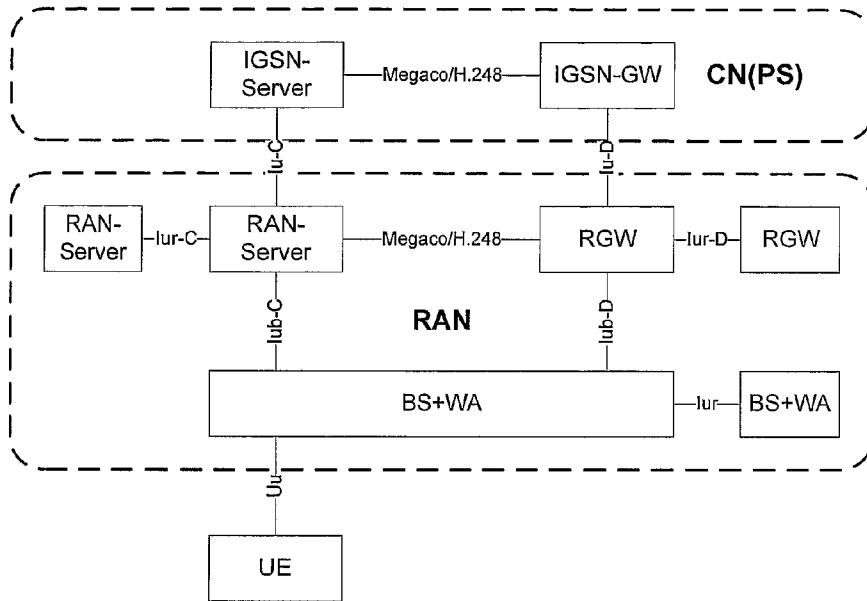 IGSN-
Server
Megaco/H.248
IGSN-GW
CN(PS)
Iu-C
Iu-D
RAN-
Server
Iur-C
RAN-
Server
Megaco/H.248
RGW
Iur-D
RGW
Iub-C
RAN
Iub-D
BS+WA
Iur
BS+WA
Uu
UE